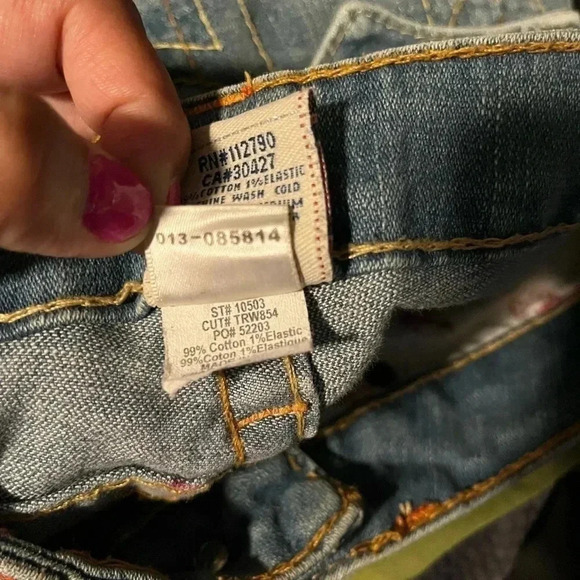 RN#112790
CA#30427
COTTON 1%ELASTIC
WASH COLD
013-085814
ST# 10503
CUT# TRW854
PO# 52203
99% Cotton 1%Elastic
99%Coton 1%Elastique